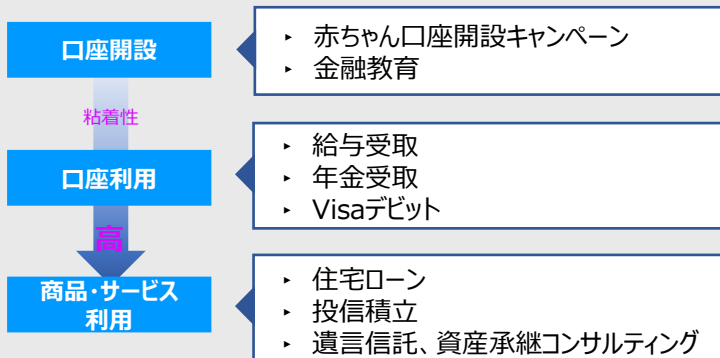 口座開設
‣ 赤ちゃん口座開設キャンペーン
‣ 金融教育
粘着性
口座利用
‣ 給与受取
‣ 年金受取
‣ Visaデビット
高
商品・サービス
利用
‣ 住宅ローン
‣ 投信積立
‣ 遺言信託、資産承継コンサルティング